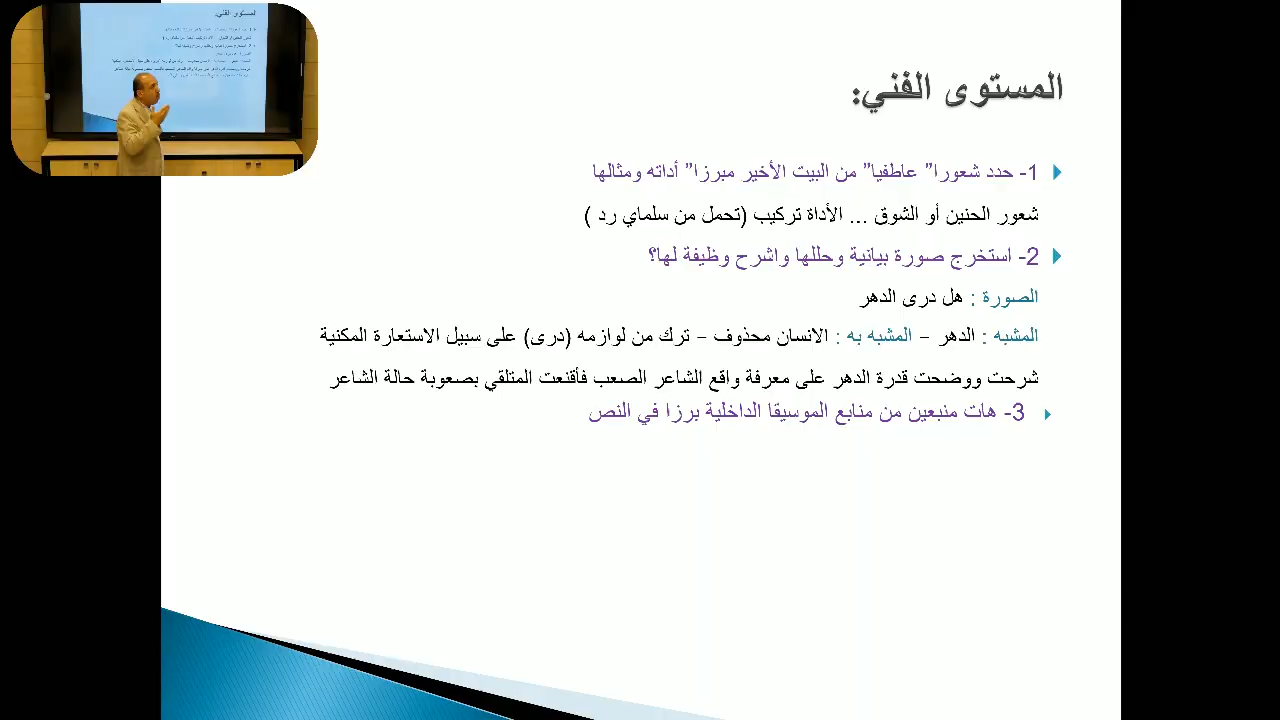 المستوى الفني:
1- حدد شعورا" عاطفيا" من البيت الأخير مبرزا" أداته ومثالها
شعور الحنين أو الشوق ... الأداة تركيب (تحمل من سلماي رد )
2- استخرج صورة بيانية وحللها واشرح وظيفة لها؟
الصورة : هل درى الدهر
المشبه : الدهر – المشبه به : الانسان محذوف – ترك من لوازمه (درى) على سبيل الاستعارة المكنية
شرحت ووضحت قدرة الدهر على معرفة واقع الشاعر الصعب فأقنعت المتلقي بصعوبة حالة الشاعر
3- هات منبعين من منابع الموسيقا الداخلية برزا في النص
المستوى الفني: